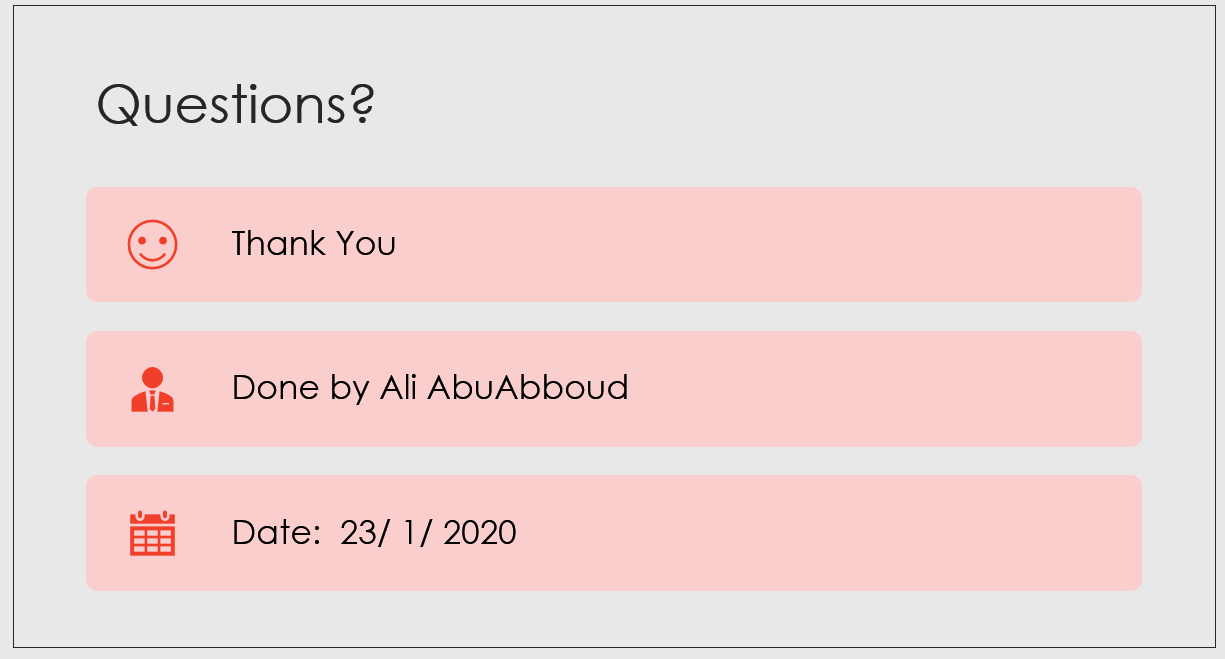 Questions?
Thank You
Done by Ali AbuAbboud
Date:  23/ 1/ 2020